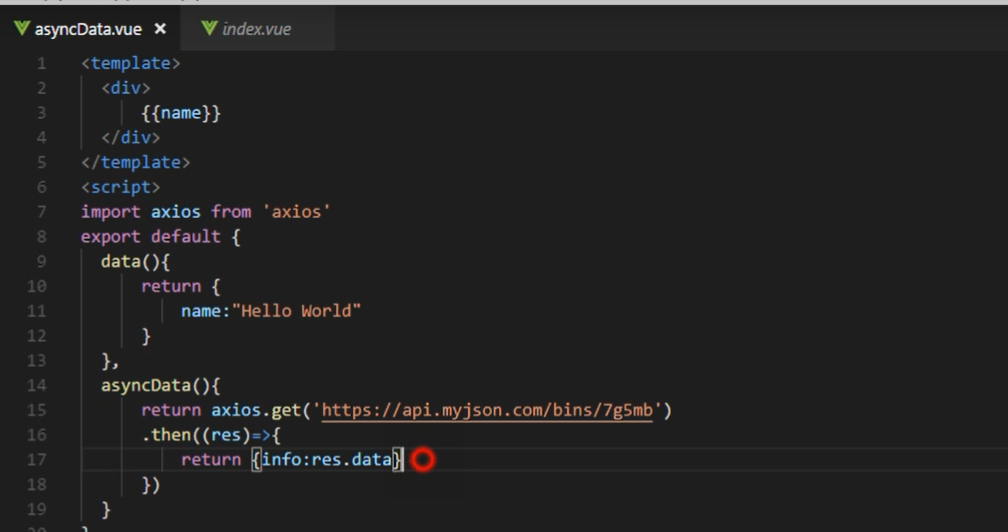 asyncData.vue × index.vue
1 <template>
2 <div>
3 {{name}}
4 </div>
5 </template>
6 <script>
7 import axios from 'axios'
8 export default {
9 data(){
10 return {
11 name:"Hello World"
12 }
13 },
14 asyncData(){
15 return axios.get('https://api.myjson.com/bins/7g5mb')
16 .then((res)=>{
17 return {info:res.data}
18 })
19 }
20 }